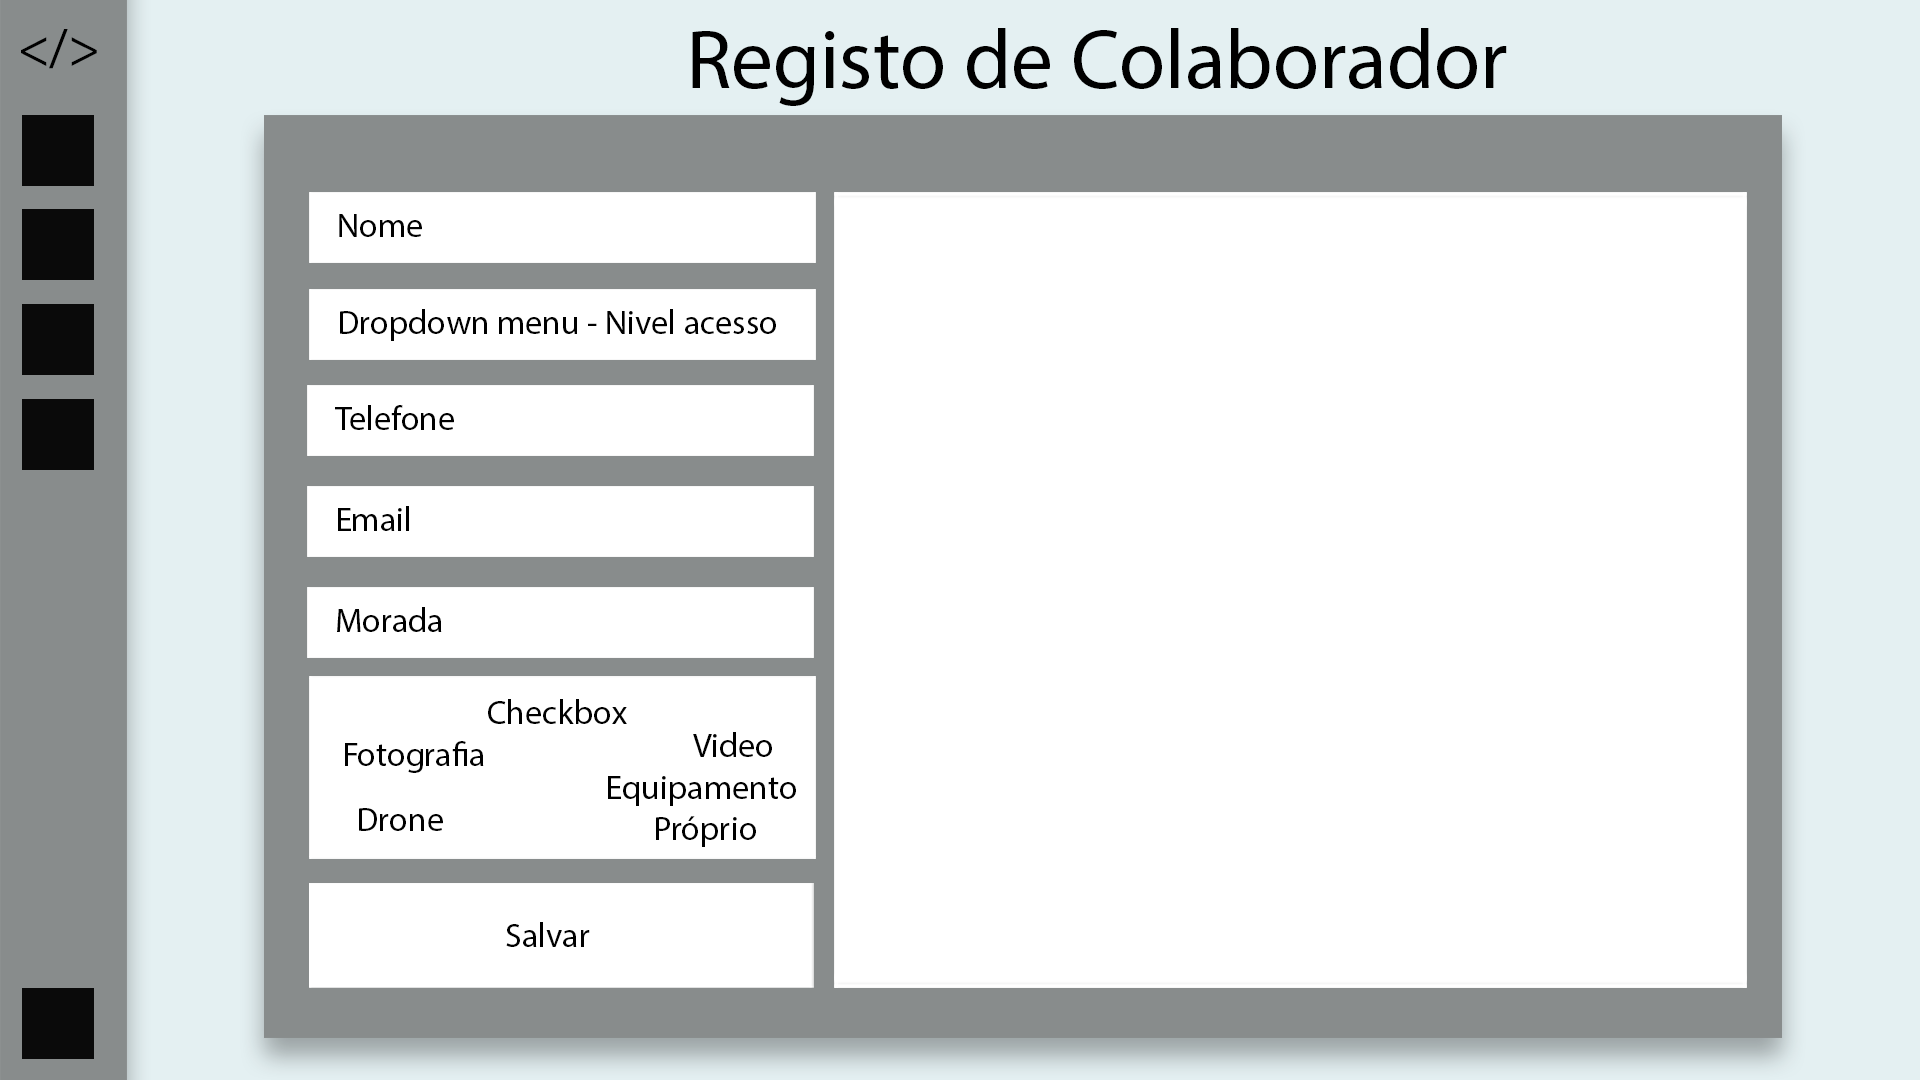 </>
Registo de Colaborador
Nome
Dropdown menu - Nivel acesso
Telefone
Email
Morada
Checkbox
Fotografia
Video
Drone
Equipamento
Próprio
Salvar